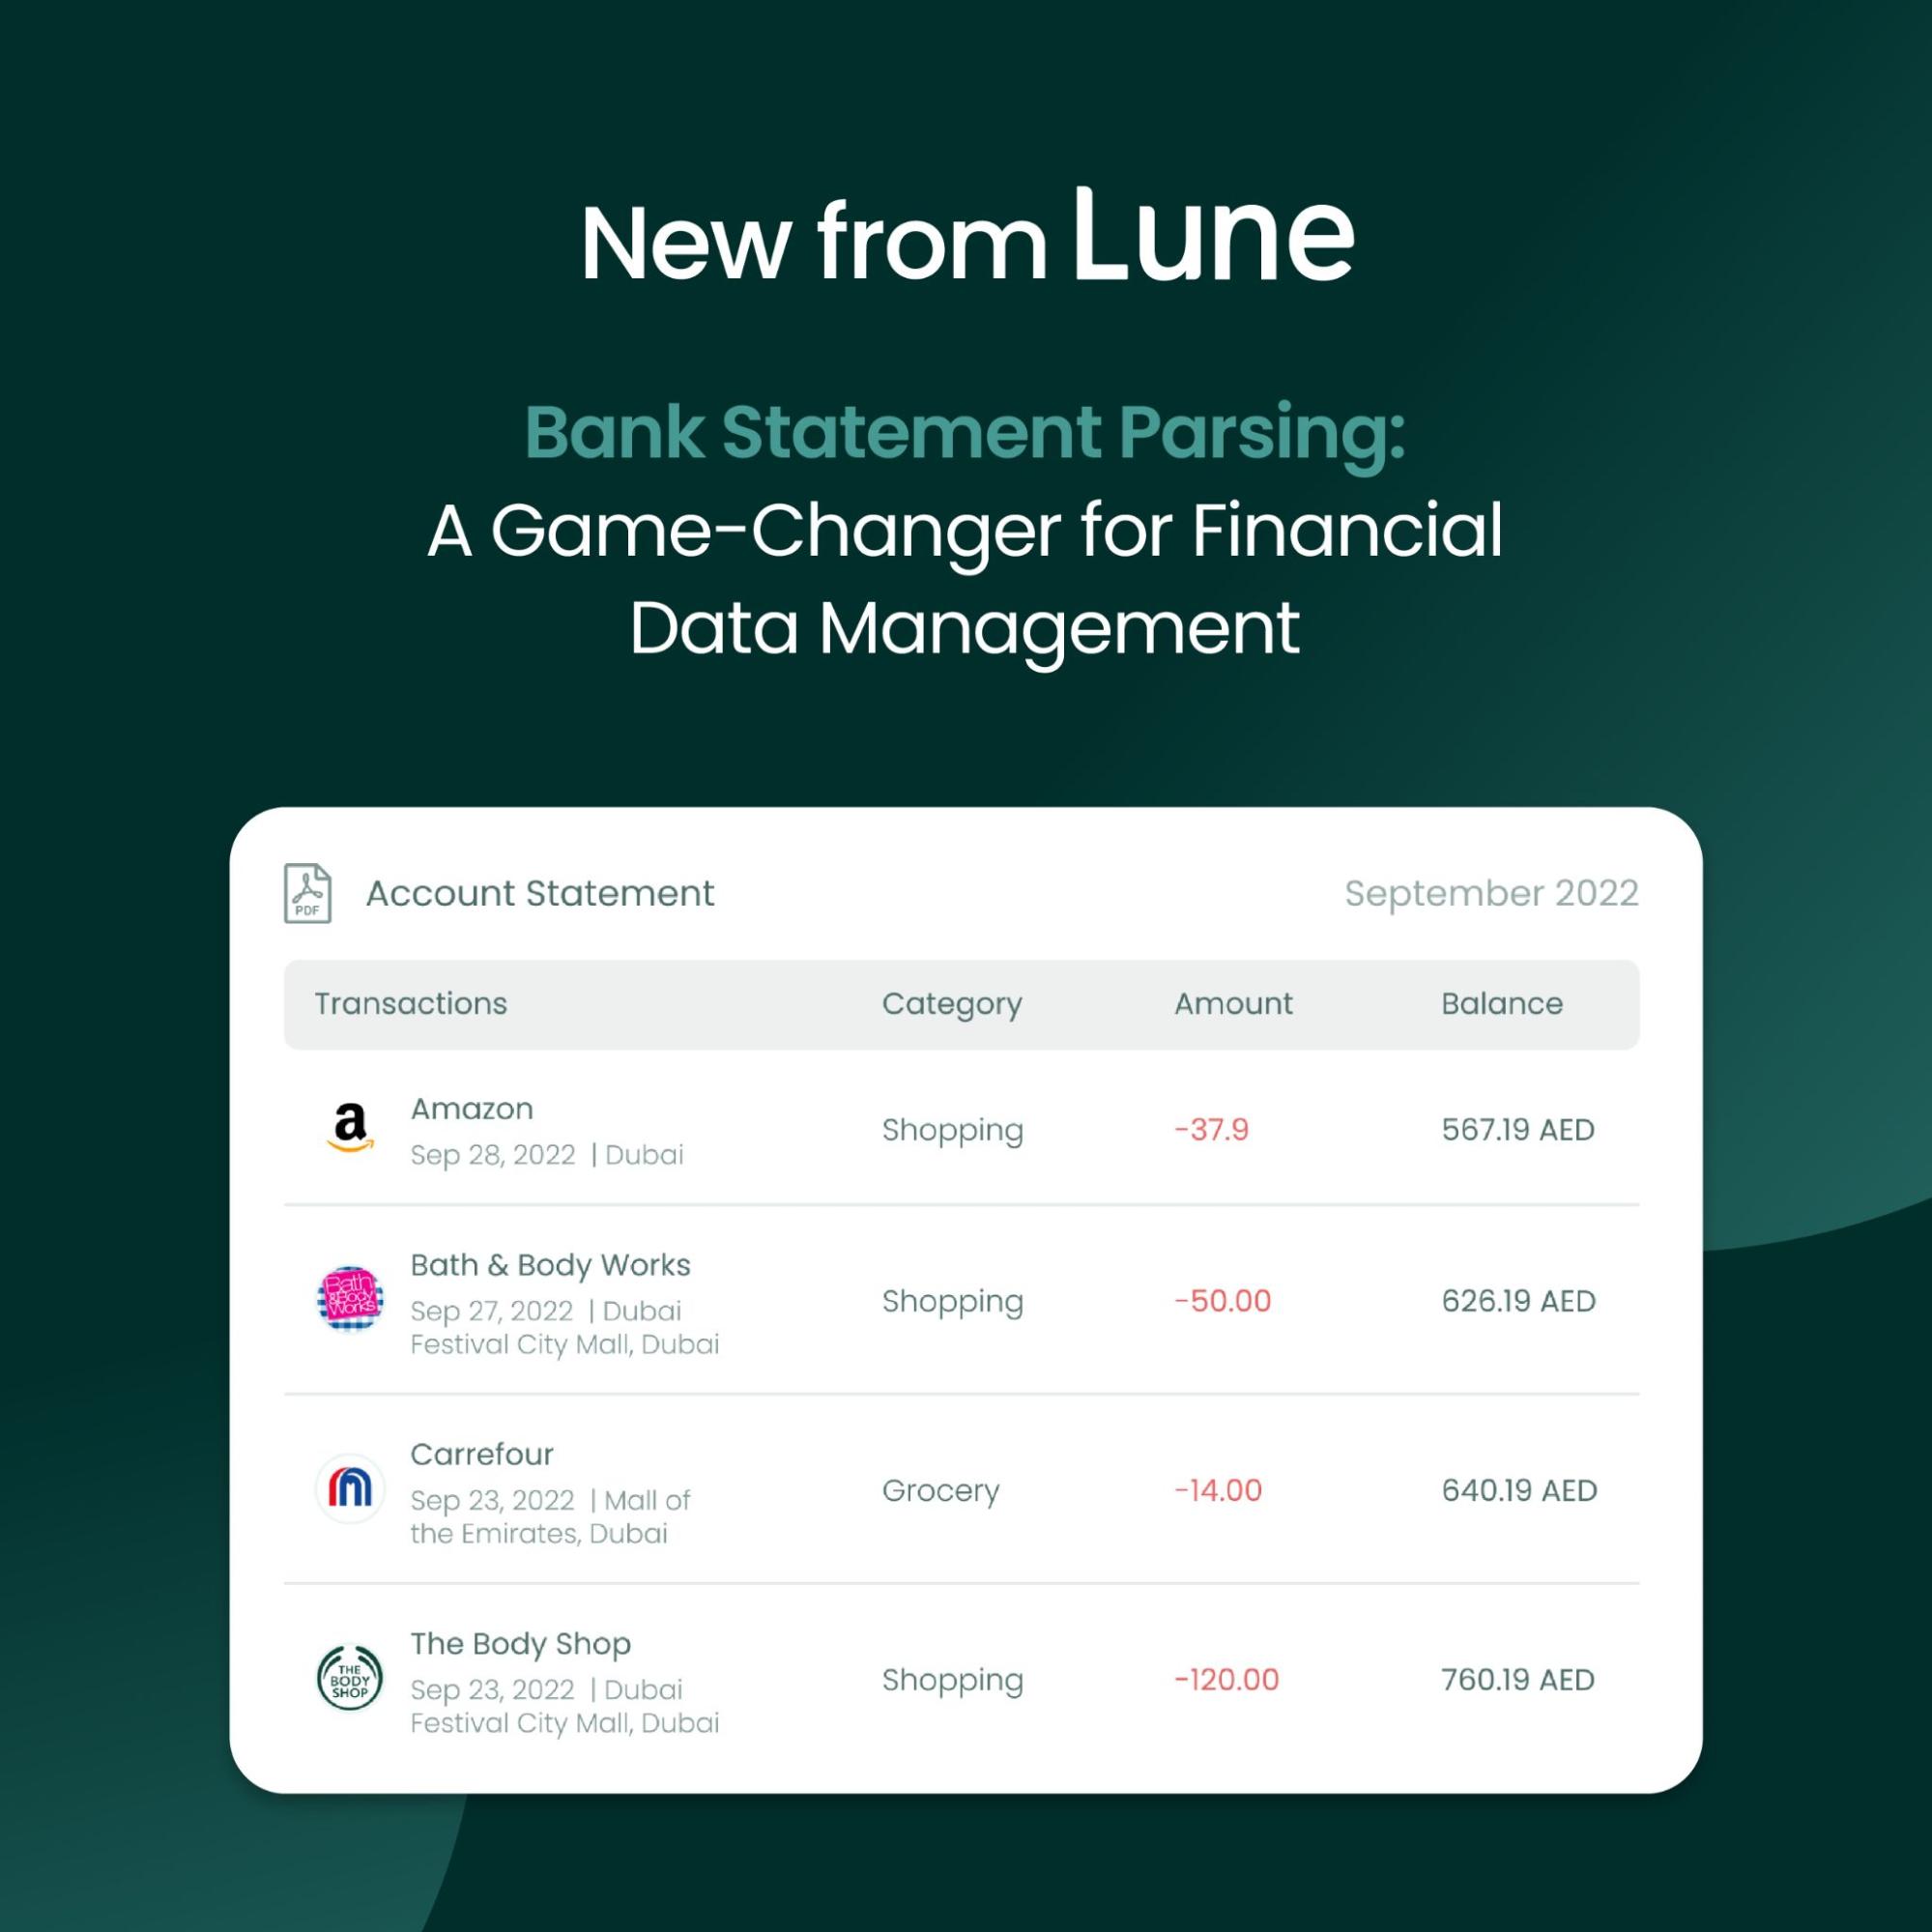 New from Lune
Bank Statement Parsing:
A Game-Changer for Financial
Data Management
PDF
Account Statement
September 2022
Transactions Category Amount Balance
a
Amazon
Sep 28, 2022 | Dubai
Shopping -37.9 567.19 AED
Bath
&Body
Works
Bath & Body Works
Sep 27, 2022 | Dubai
Festival City Mall, Dubai
Shopping -50.00 626.19 AED
Carrefour
Sep 23, 2022 | Mall of
the Emirates, Dubai
Grocery -14.00 640.19 AED
THE
BODY
SHOP
The Body Shop
Sep 23, 2022 | Dubai
Festival City Mall, Dubai
Shopping -120.00 760.19 AED